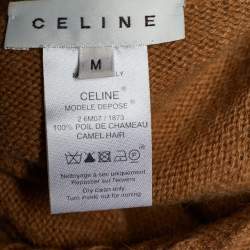 CELINE
M
CELINE
MODELE DEPOSE
2 6M07 / 1873
100% POIL DE CHAMEAU
CAMEL HAIR
Nettoyage à sec uniquement
Repasser sur l'envers
Dry clean only
Turn inside out for ironing